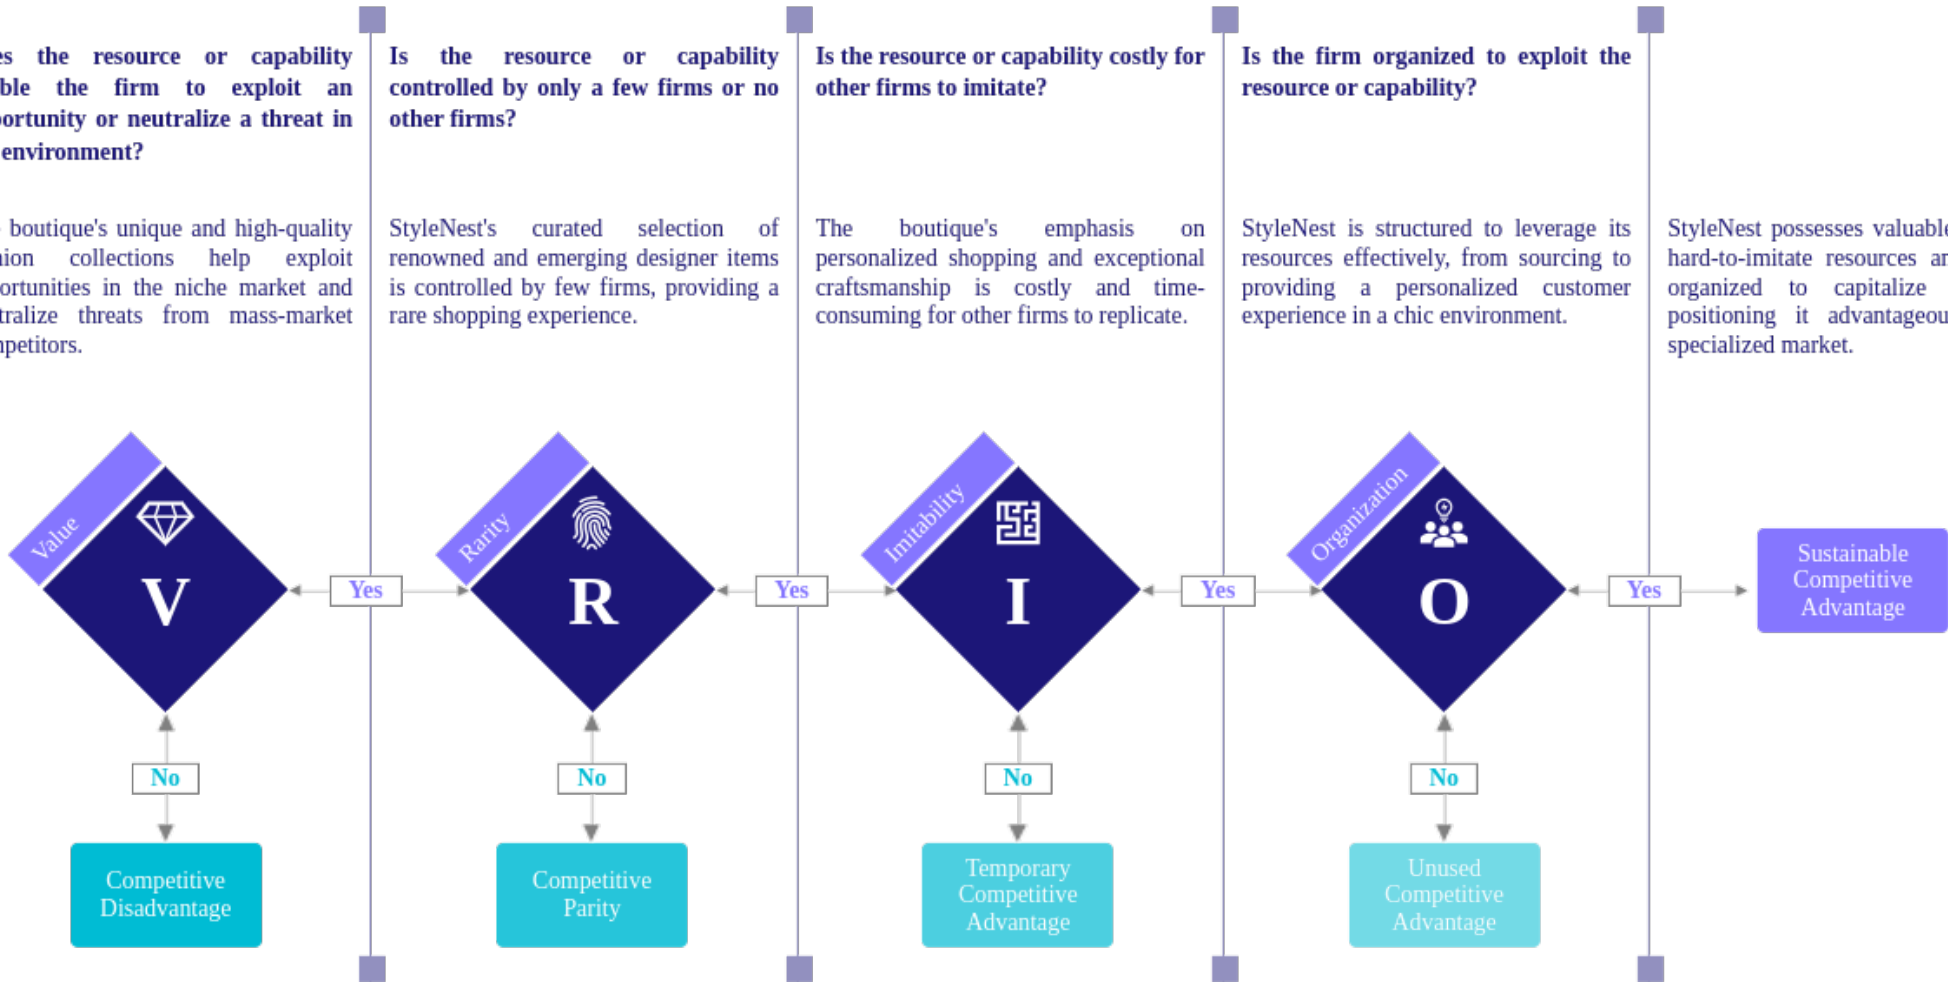 es the resource or capability
ble the firm to exploit an
ortunity or neutralize a threat in
environment?
boutique's unique and high-quality
ion collections help exploit
ortunities in the niche market and
tralize threats from mass-market
petitors.
Value
V
Yes
No
Competitive
Disadvantage
Is the resource or capability
controlled by only a few firms or no
other firms?
StyleNest's curated selection of
renowned and emerging designer items
is controlled by few firms, providing a
rare shopping experience.
Rarity
R
Yes
No
Competitive
Parity
Is the resource or capability costly for
other firms to imitate?
The boutique's emphasis on
personalized shopping and exceptional
craftsmanship is costly and time-
consuming for other firms to replicate.
Imitability
I
Yes
No
Temporary
Competitive
Advantage
Is the firm organized to exploit the
resource or capability?
StyleNest is structured to leverage its
resources effectively, from sourcing to
providing a personalized customer
experience in a chic environment.
Organization
O
Yes
No
Unused
Competitive
Advantage
StyleNest possesses valuable
hard-to-imitate resources an
organized to capitalize
positioning it advantageou
specialized market.
Sustainable
Competitive
Advantage